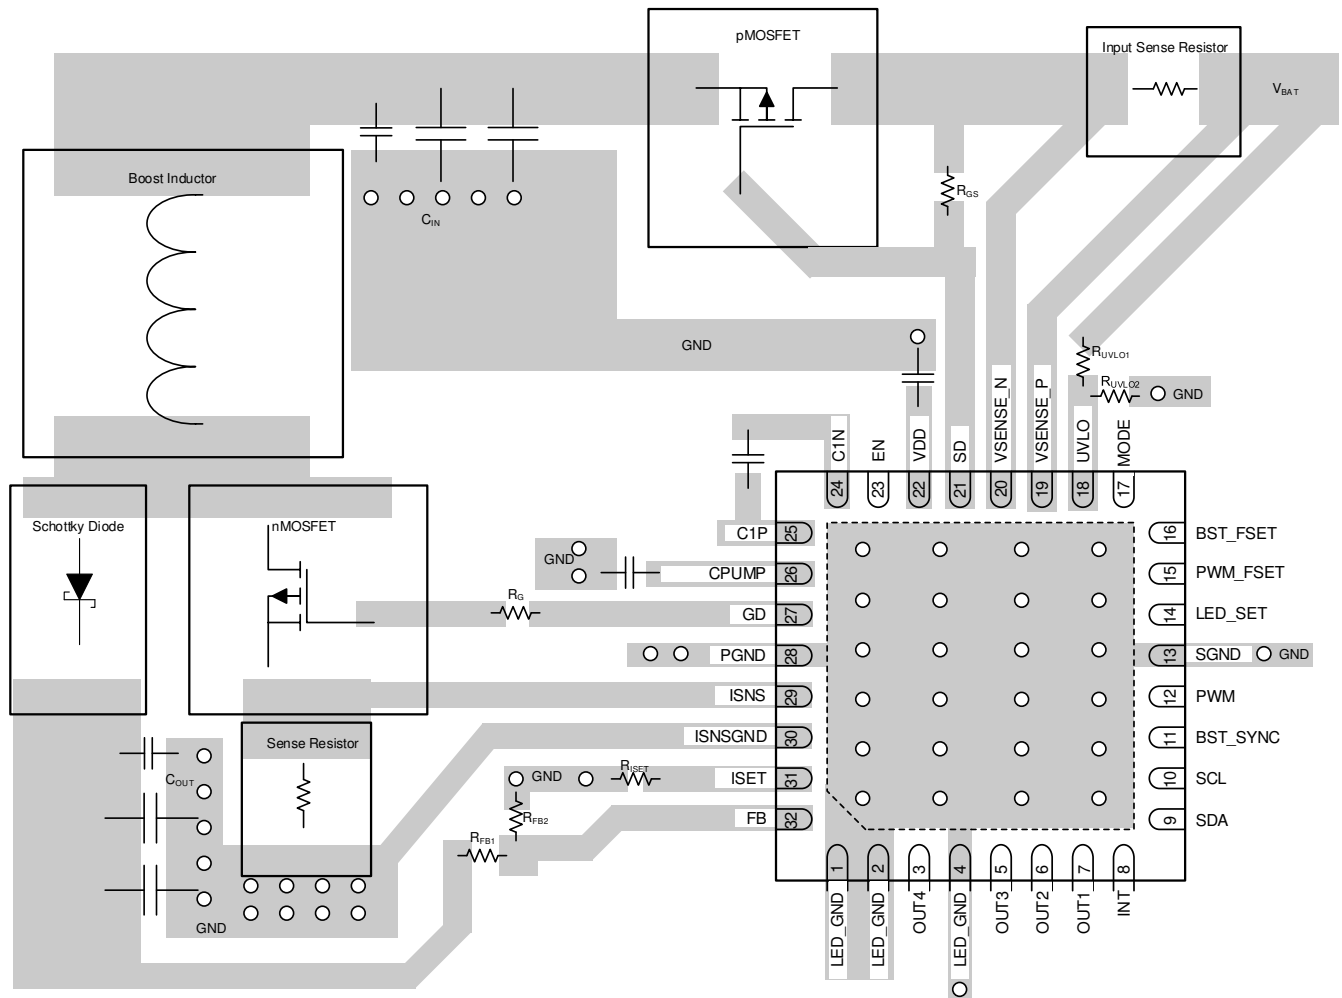 pMOSFET
Input Sense Resistor
VBAT
Boost Inductor
RGS
CIN
GND
RUVLO1
RUVLO2
GND
C1N
EN
VDD
SD
VSENSE_N
VSENSE_P
UVLO
MODE
24
23
22
21
20
19
18
17
Schottky Diode
nMOSFET
C1P
25
16
BST_FSET
GND
CPUMP
26
15
PWM_FSET
RG
GD
27
14
LED_SET
PGND
28
13
SGND
GND
ISNS
29
12
PWM
Sense Resistor
ISNSGND
30
11
BST_SYNC
COUT
GND
RISET
ISET
31
10
SCL
RFB2
FB
32
9
SDA
RFB1
1
2
3
4
5
6
7
8
LED_GND
LED_GND
OUT4
LED_GND
OUT3
OUT2
OUT1
INT
GND